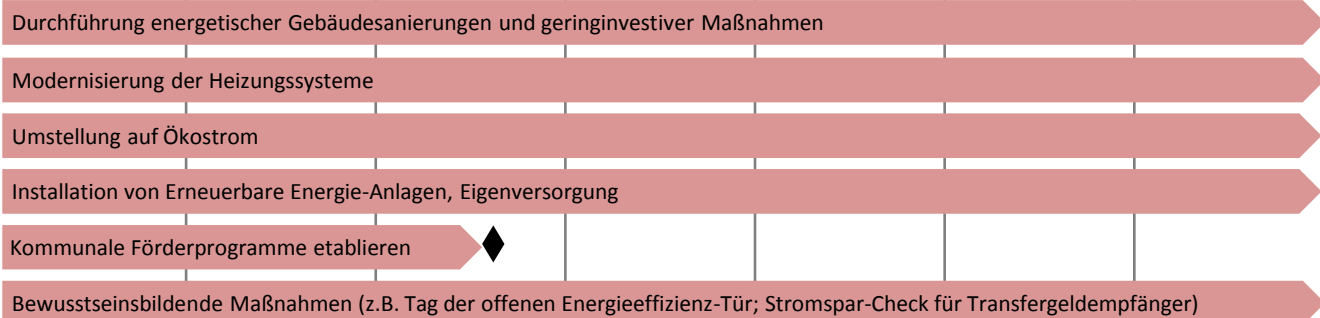 Durchführung energetischer Gebäudesanierungen und geringinvestiver Maßnahmen
Modernisierung der Heizungssysteme
Umstellung auf Ökostrom
Installation von Erneuerbare Energie-Anlagen, Eigenversorgung
Kommunale Förderprogramme etablieren
Bewusstseinsbildende Maßnahmen (z.B. Tag der offenen Energieeffizienz-Tür; Stromspar-Check für Transfergeldempfänger)